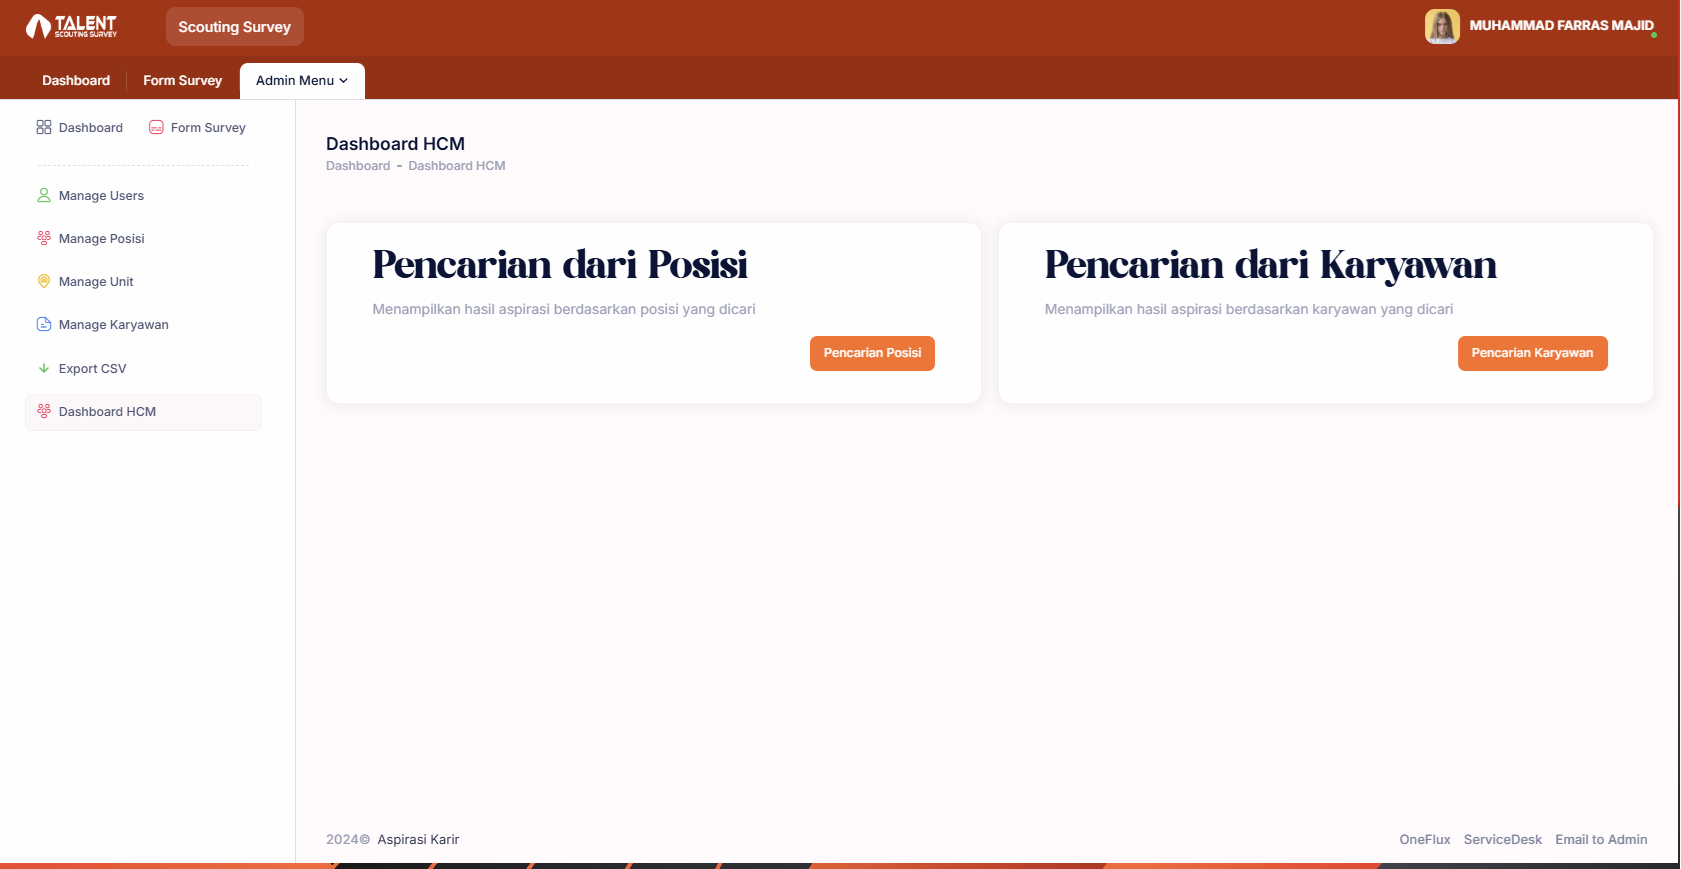 TALENT
SCOUTING SURVEY
Scouting Survey
MUHAMMAD FARRAS MAJID
Dashboard
Form Survey
Admin Menu
Dashboard
Form Survey
Manage Users
Manage Posisi
Manage Unit
Manage Karyawan
Export CSV
Dashboard HCM
Dashboard HCM
Dashboard - Dashboard HCM
Pencarian dari Posisi
Menampilkan hasil aspirasi berdasarkan posisi yang dicari
Pencarian Posisi
Pencarian dari Karyawan
Menampilkan hasil aspirasi berdasarkan karyawan yang dicari
Pencarian Karyawan
2024© Aspirasi Karir
OneFlux ServiceDesk Email to Admin